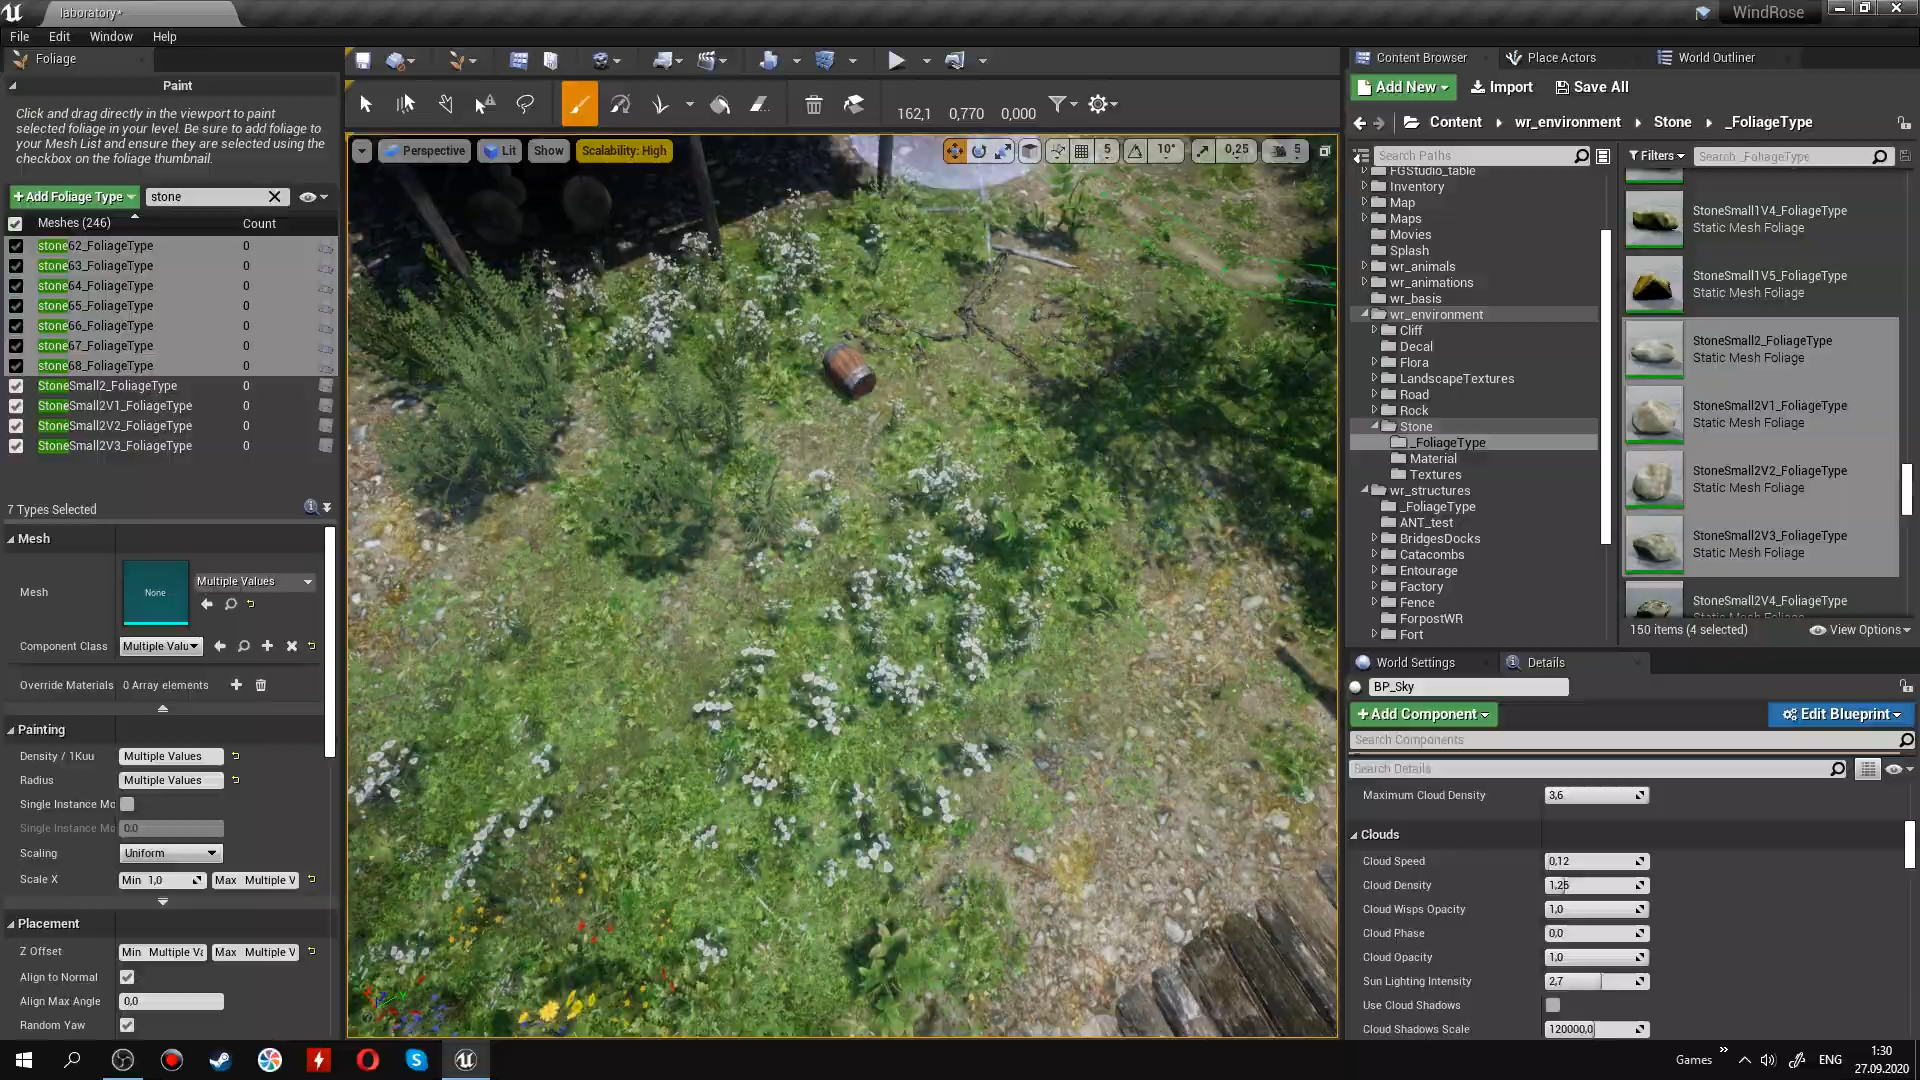 laboratory*
WindRose
File Edit Window Help
Foliage
Content Browser
Place Actors
World Outliner
Paint
Click and drag directly in the viewport to paint
selected foliage in your level. Be sure to add foliage to
your Mesh List and ensure they are selected using the
checkbox on the foliage thumbnail.
162,1 0,770 0,000
Add New
Import
Save All
Content
wr_environment
Stone
_FoliageType
Perspective
Lit
Show
Scalability: High
5
10°
0,25
5
Search Paths
Filters
Search _FoliageType
+Add Foliage Type
stone
Meshes (246)
Count
stone62_FoliageType 0
stone63_FoliageType 0
stone64_FoliageType 0
stone65_FoliageType 0
stone66_FoliageType 0
stone67_FoliageType 0
stone68_FoliageType 0
StoneSmall2_FoliageType 0
StoneSmall2V1_FoliageType 0
StoneSmall2V2_FoliageType 0
StoneSmall2V3_FoliageType 0
7 Types Selected
Mesh
Mesh
None
Multiple Values
Component Class
Multiple Valu
Override Materials
0 Array elements
Painting
Density / 1Kuu
Multiple Values
Radius
Multiple Values
Single Instance Mo
Single Instance Mo
0.0
Scaling
Uniform
Scale X
Min 1,0
Max Multiple V
Placement
Z Offset
Min Multiple Va
Max Multiple V
Align to Normal
Align Max Angle
0,0
Random Yaw
FGStudio_table
Inventory
Map
Maps
Movies
Splash
wr_animals
wr_animations
wr_basis
wr_environment
Cliff
Decal
Flora
LandscapeTextures
Road
Rock
Stone
_FoliageType
Material
Textures
wr_structures
_FoliageType
ANT_test
BridgesDocks
Catacombs
Entourage
Factory
Fence
ForpostWR
Fort
StoneSmall1V4_FoliageType
Static Mesh Foliage
StoneSmall1V5_FoliageType
Static Mesh Foliage
StoneSmall2_FoliageType
Static Mesh Foliage
StoneSmall2V1_FoliageType
Static Mesh Foliage
StoneSmall2V2_FoliageType
Static Mesh Foliage
StoneSmall2V3_FoliageType
Static Mesh Foliage
StoneSmall2V4_FoliageType
Static Mesh Foliage
150 items (4 selected)
View Options
World Settings
Details
BP_Sky
+Add Component
Edit Blueprint
Search Components
Search Details
Maximum Cloud Density 3,6
Clouds
Cloud Speed 0,12
Cloud Density 1,25
Cloud Wisps Opacity 1,0
Cloud Phase 0,0
Cloud Opacity 1,0
Sun Lighting Intensity 2,7
Use Cloud Shadows
Cloud Shadows Scale 120000,0
Games
ENG
1:30
27.09.2020